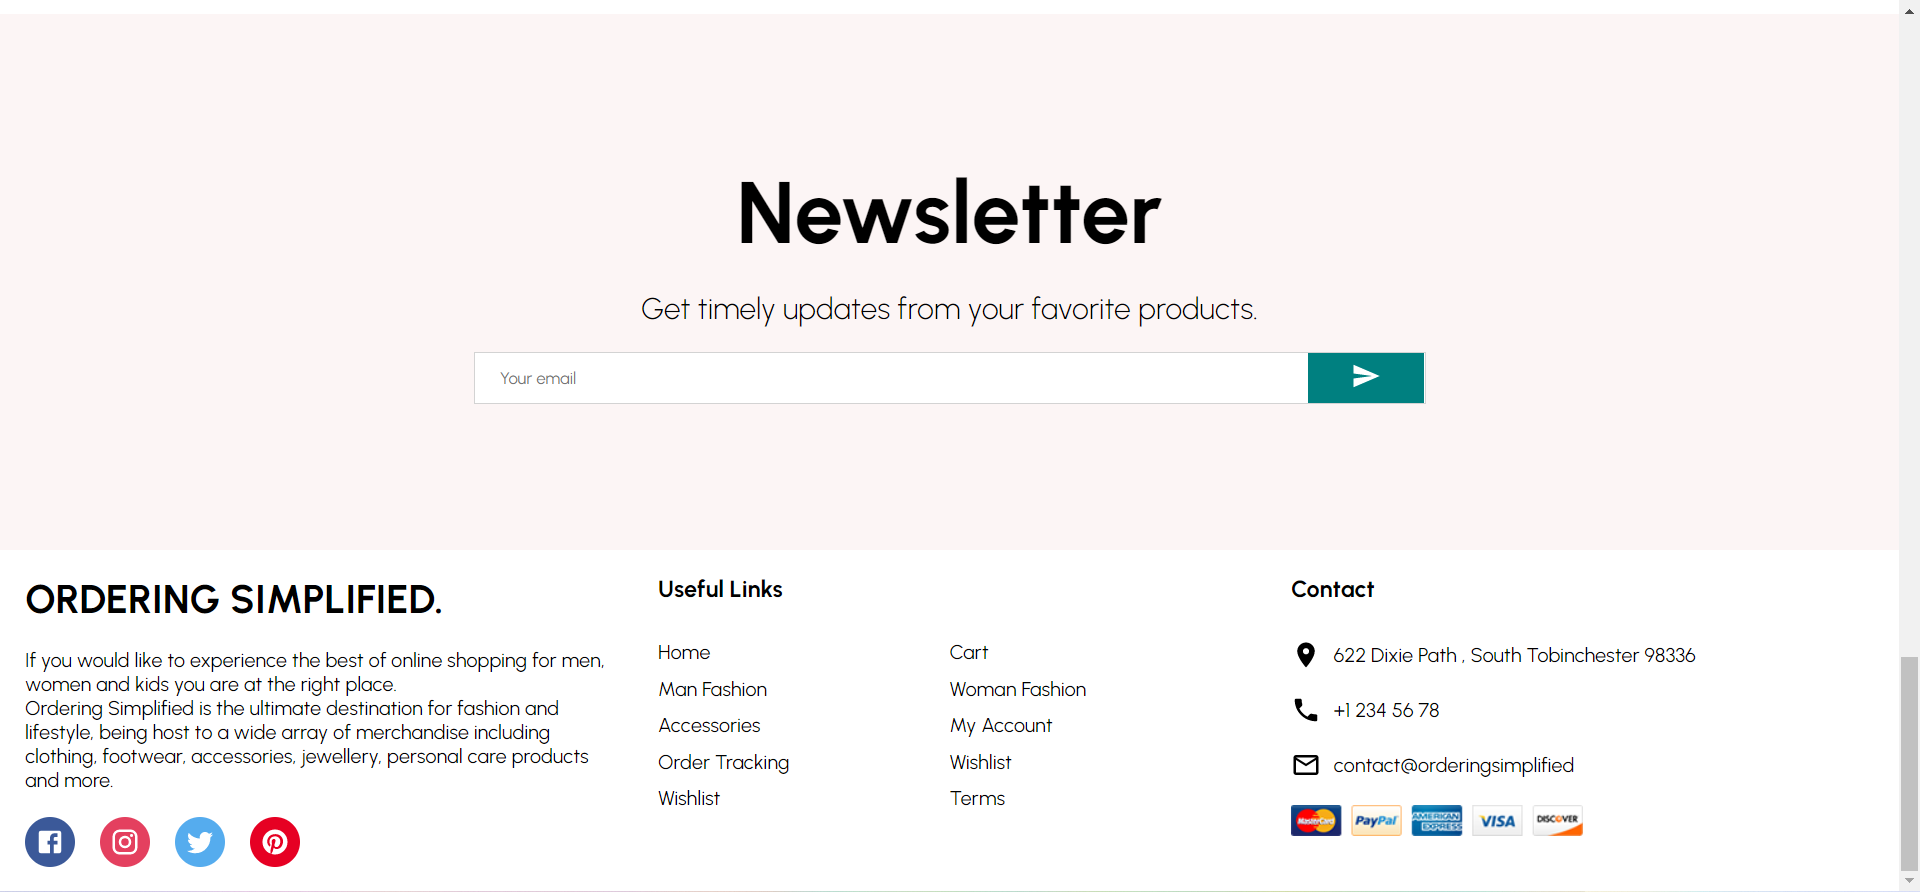 Newsletter
Get timely updates from your favorite products.
Your email
ORDERING SIMPLIFIED.
If you would like to experience the best of online shopping for men,
women and kids you are at the right place.
Ordering Simplified is the ultimate destination for fashion and
lifestyle, being host to a wide array of merchandise including
clothing, footwear, accessories, jewellery, personal care products
and more.
Useful Links
Home
Cart
Man Fashion
Woman Fashion
Accessories
My Account
Order Tracking
Wishlist
Wishlist
Terms
Contact
622 Dixie Path , South Tobinchester 98336
+1 234 56 78
contact@orderingsimplified
MasterCard PayPal AMERICAN EXPRESS VISA DISCOVER